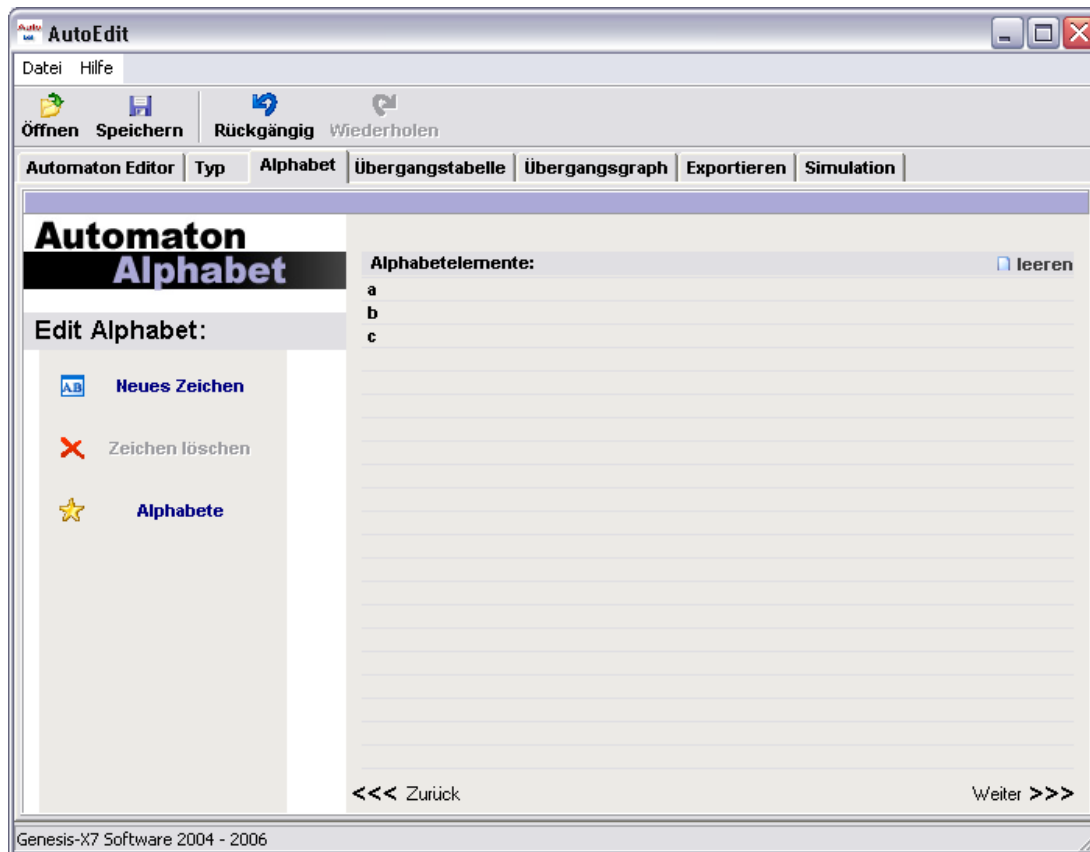 AutoEdit
Datei Hilfe
Öffnen Speichern Rückgängig Wiederholen
Automaton Editor Typ Alphabet Übergangstabelle Übergangsgraph Exportieren Simulation
Automaton
Alphabet
Alphabetelemente: leeren
a
b
c
Edit Alphabet:
Neues Zeichen
Zeichen löschen
Alphabete
<<< Zurück Weiter >>>
Genesis-X7 Software 2004 - 2006